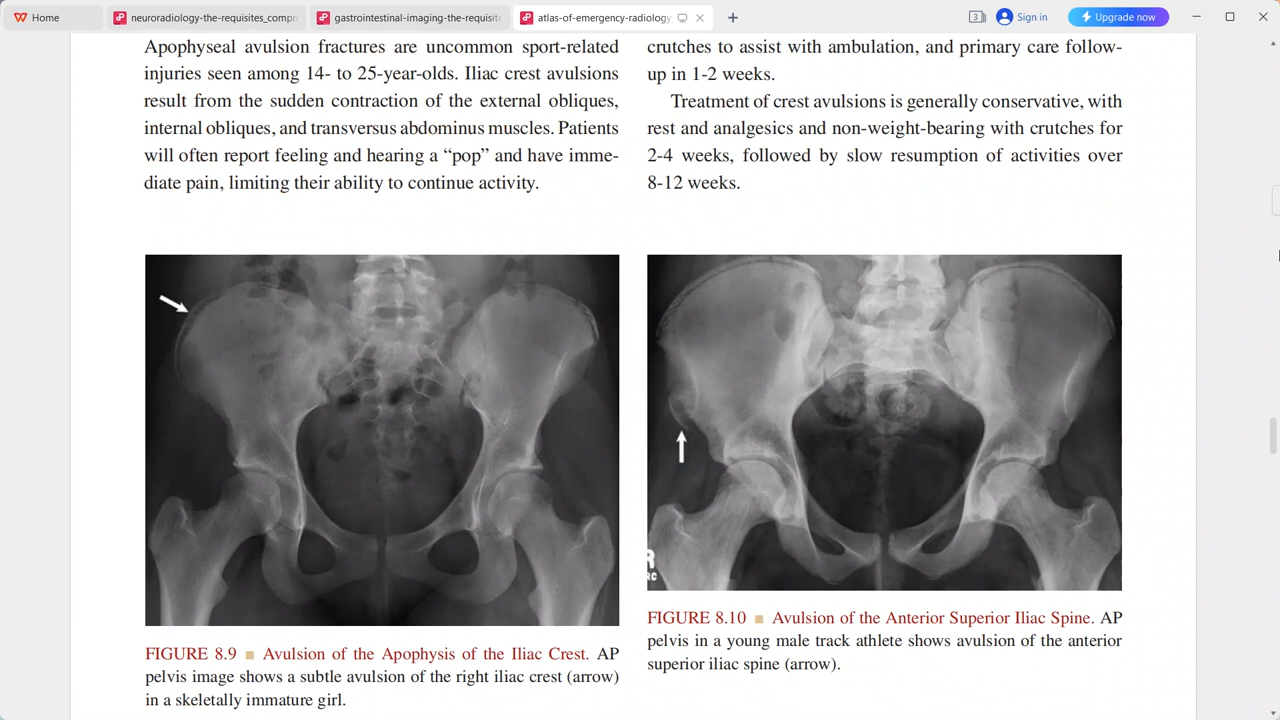 Home
neuroradiology-the-requisites_compr
gastrointestinal-imaging-the-requisite
atlas-of-emergency-radiology
3
Sign in
Upgrade now
Apophyseal avulsion fractures are uncommon sport-related
injuries seen among 14- to 25-year-olds. Iliac crest avulsions
result from the sudden contraction of the external obliques,
internal obliques, and transversus abdominus muscles. Patients
will often report feeling and hearing a “pop” and have imme-
diate pain, limiting their ability to continue activity.
crutches to assist with ambulation, and primary care follow-
up in 1-2 weeks.
Treatment of crest avulsions is generally conservative, with
rest and analgesics and non-weight-bearing with crutches for
2-4 weeks, followed by slow resumption of activities over
8-12 weeks.
R
RC
FIGURE 8.9 ■ Avulsion of the Apophysis of the Iliac Crest. AP
pelvis image shows a subtle avulsion of the right iliac crest (arrow)
in a skeletally immature girl.
FIGURE 8.10 ■ Avulsion of the Anterior Superior Iliac Spine. AP
pelvis in a young male track athlete shows avulsion of the anterior
superior iliac spine (arrow).